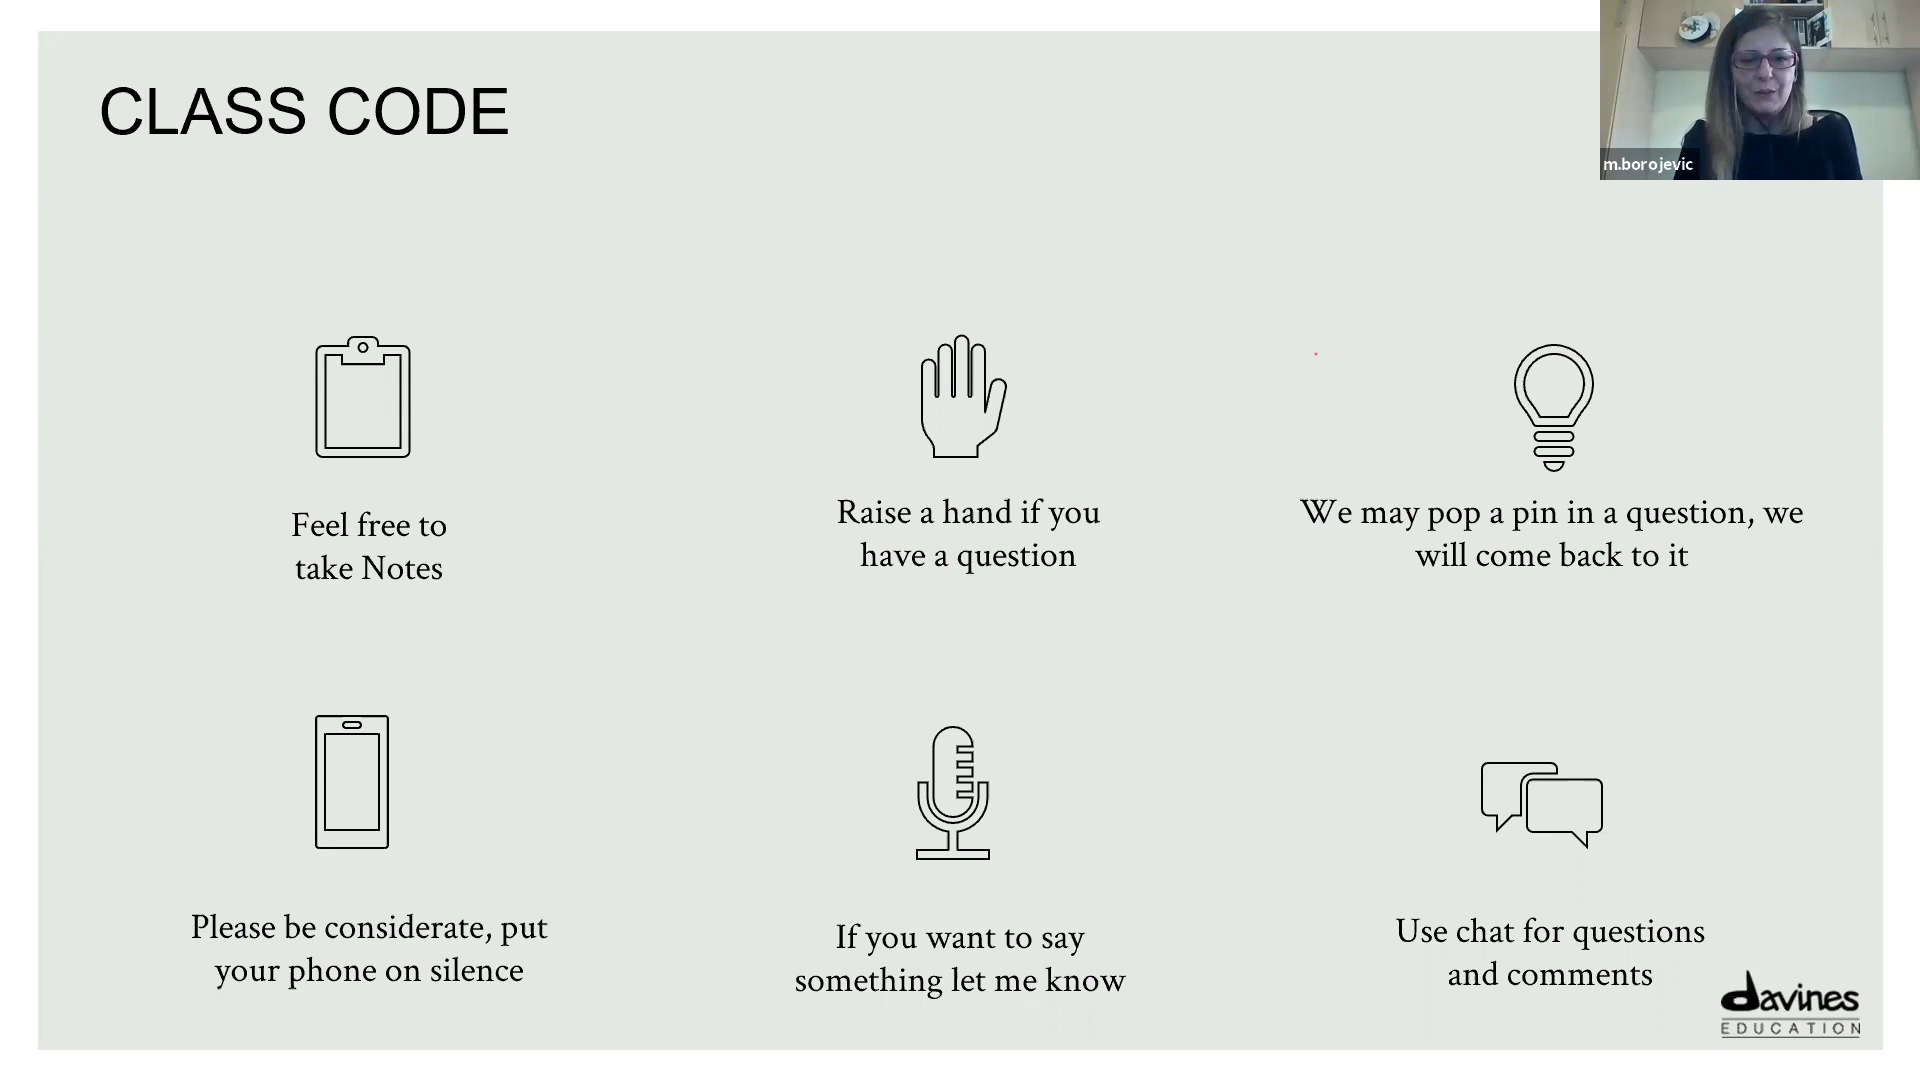 CLASS CODE
m.borojevic
Feel free to
take Notes
Raise a hand if you
have a question
We may pop a pin in a question, we
will come back to it
Please be considerate, put
your phone on silence
If you want to say
something let me know
Use chat for questions
and comments
davines
EDUCATION